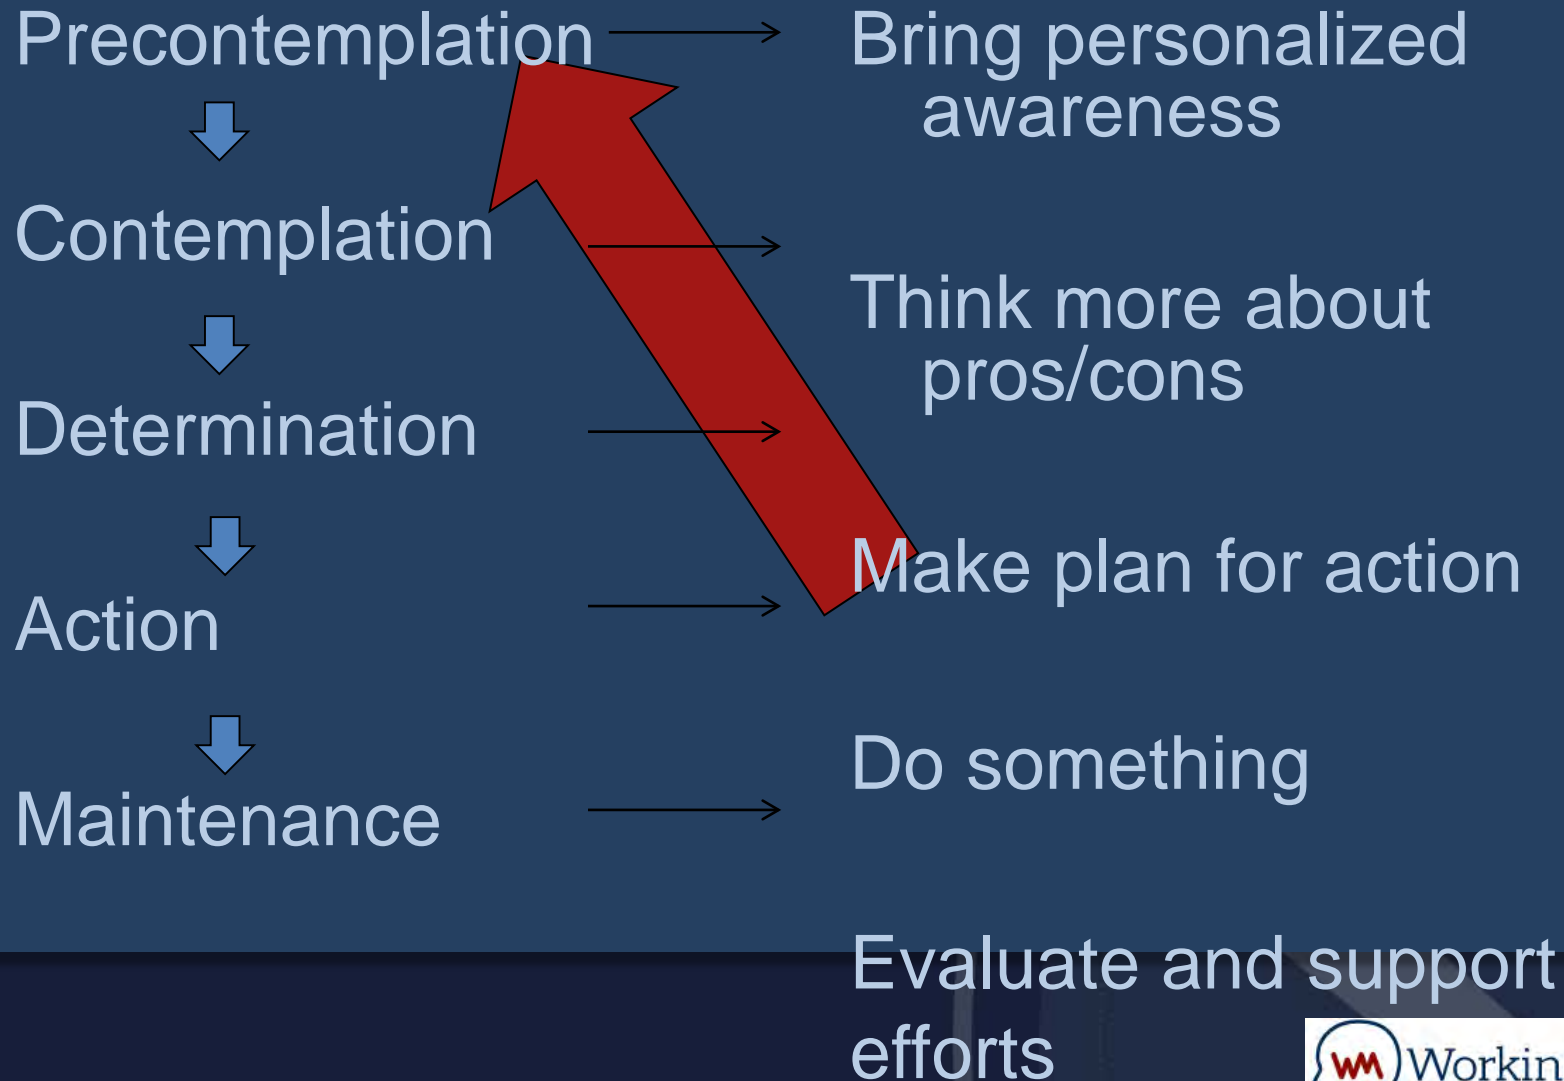 Precontemplation
Bring personalized
awareness
Contemplation
Think more about
pros/cons
Determination
Make plan for action
Action
Do something
Maintenance
Evaluate and support
efforts
WM Workin